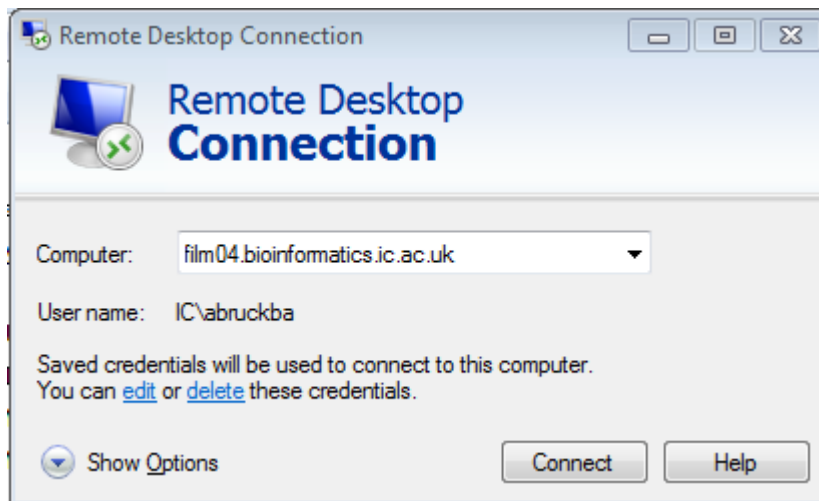 Remote Desktop Connection
Remote Desktop
Connection
Computer: film04.bioinformatics.ic.ac.uk
User name: IC\abruckba
Saved credentials will be used to connect to this computer.
You can edit or delete these credentials.
Show Options Connect Help